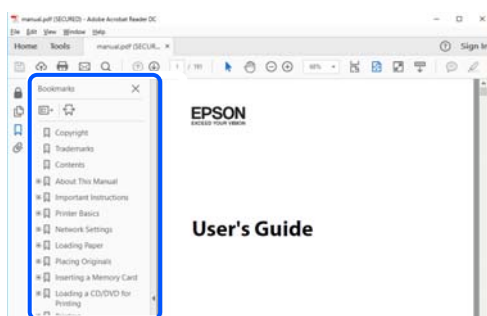 manual.pdf (SECURED) - Adobe Acrobat Reader DC
File Edit View Window Help
Home Tools manual.pdf (SECUR... ×
Sign In
1 / 191
Bookmarks
Copyright
Trademarks
Contents
About This Manual
Important Instructions
Printer Basics
Network Settings
Loading Paper
Placing Originals
Inserting a Memory Card
Loading a CD/DVD for
Printing
EPSON
EXCEED YOUR VISION
User's Guide